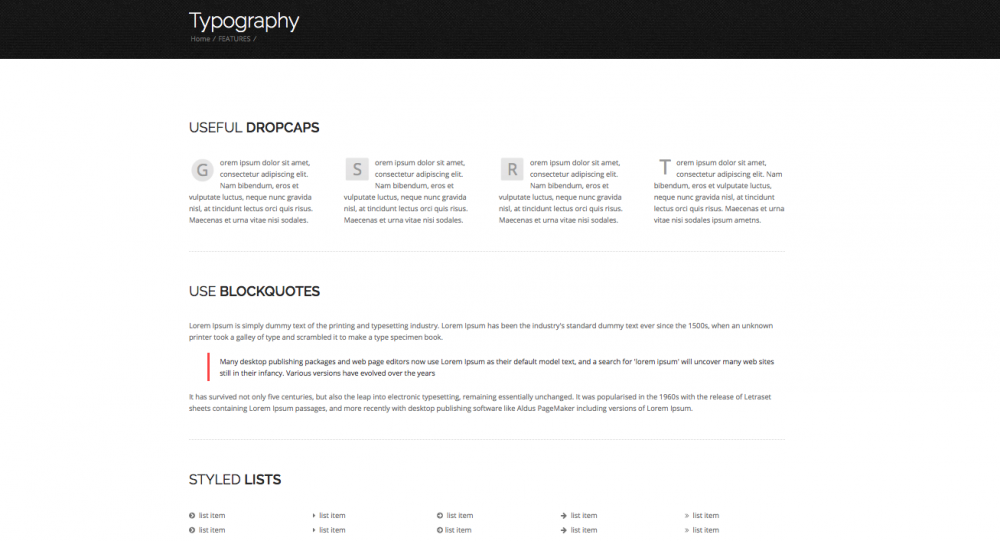 Typography
Home / FEATURES /
USEFUL DROPCAPS
G orem ipsum dolor sit amet,
consectetur adipiscing elit.
Nam bibendum, eros et
vulputate luctus, neque nunc gravida
nisl, at tincidunt lectus orci quis risus.
Maecenas et urna vitae nisi sodales.
S orem ipsum dolor sit amet,
consectetur adipiscing elit.
Nam bibendum, eros et
vulputate luctus, neque nunc gravida
nisl, at tincidunt lectus orci quis risus.
Maecenas et urna vitae nisi sodales.
R orem ipsum dolor sit amet,
consectetur adipiscing elit.
Nam bibendum, eros et
vulputate luctus, neque nunc gravida
nisl, at tincidunt lectus orci quis risus.
Maecenas et urna vitae nisi sodales.
T orem ipsum dolor sit amet,
consectetur adipiscing elit. Nam
bibendum, eros et vulputate luctus,
neque nunc gravida nisl, at tincidunt
lectus orci quis risus. Maecenas et urna
vitae nisi sodales ipsum ametns.
USE BLOCKQUOTES
Lorem Ipsum is simply dummy text of the printing and typesetting industry. Lorem Ipsum has been the industry's standard dummy text ever since the 1500s, when an unknown
printer took a galley of type and scrambled it to make a type specimen book.
Many desktop publishing packages and web page editors now use Lorem Ipsum as their default model text, and a search for 'lorem ipsum' will uncover many web sites
still in their infancy. Various versions have evolved over the years
It has survived not only five centuries, but also the leap into electronic typesetting, remaining essentially unchanged. It was popularised in the 1960s with the release of Letraset
sheets containing Lorem Ipsum passages, and more recently with desktop publishing software like Aldus PageMaker including versions of Lorem Ipsum.
STYLED LISTS
list item list item list item list item list item
list item list item list item list item list item